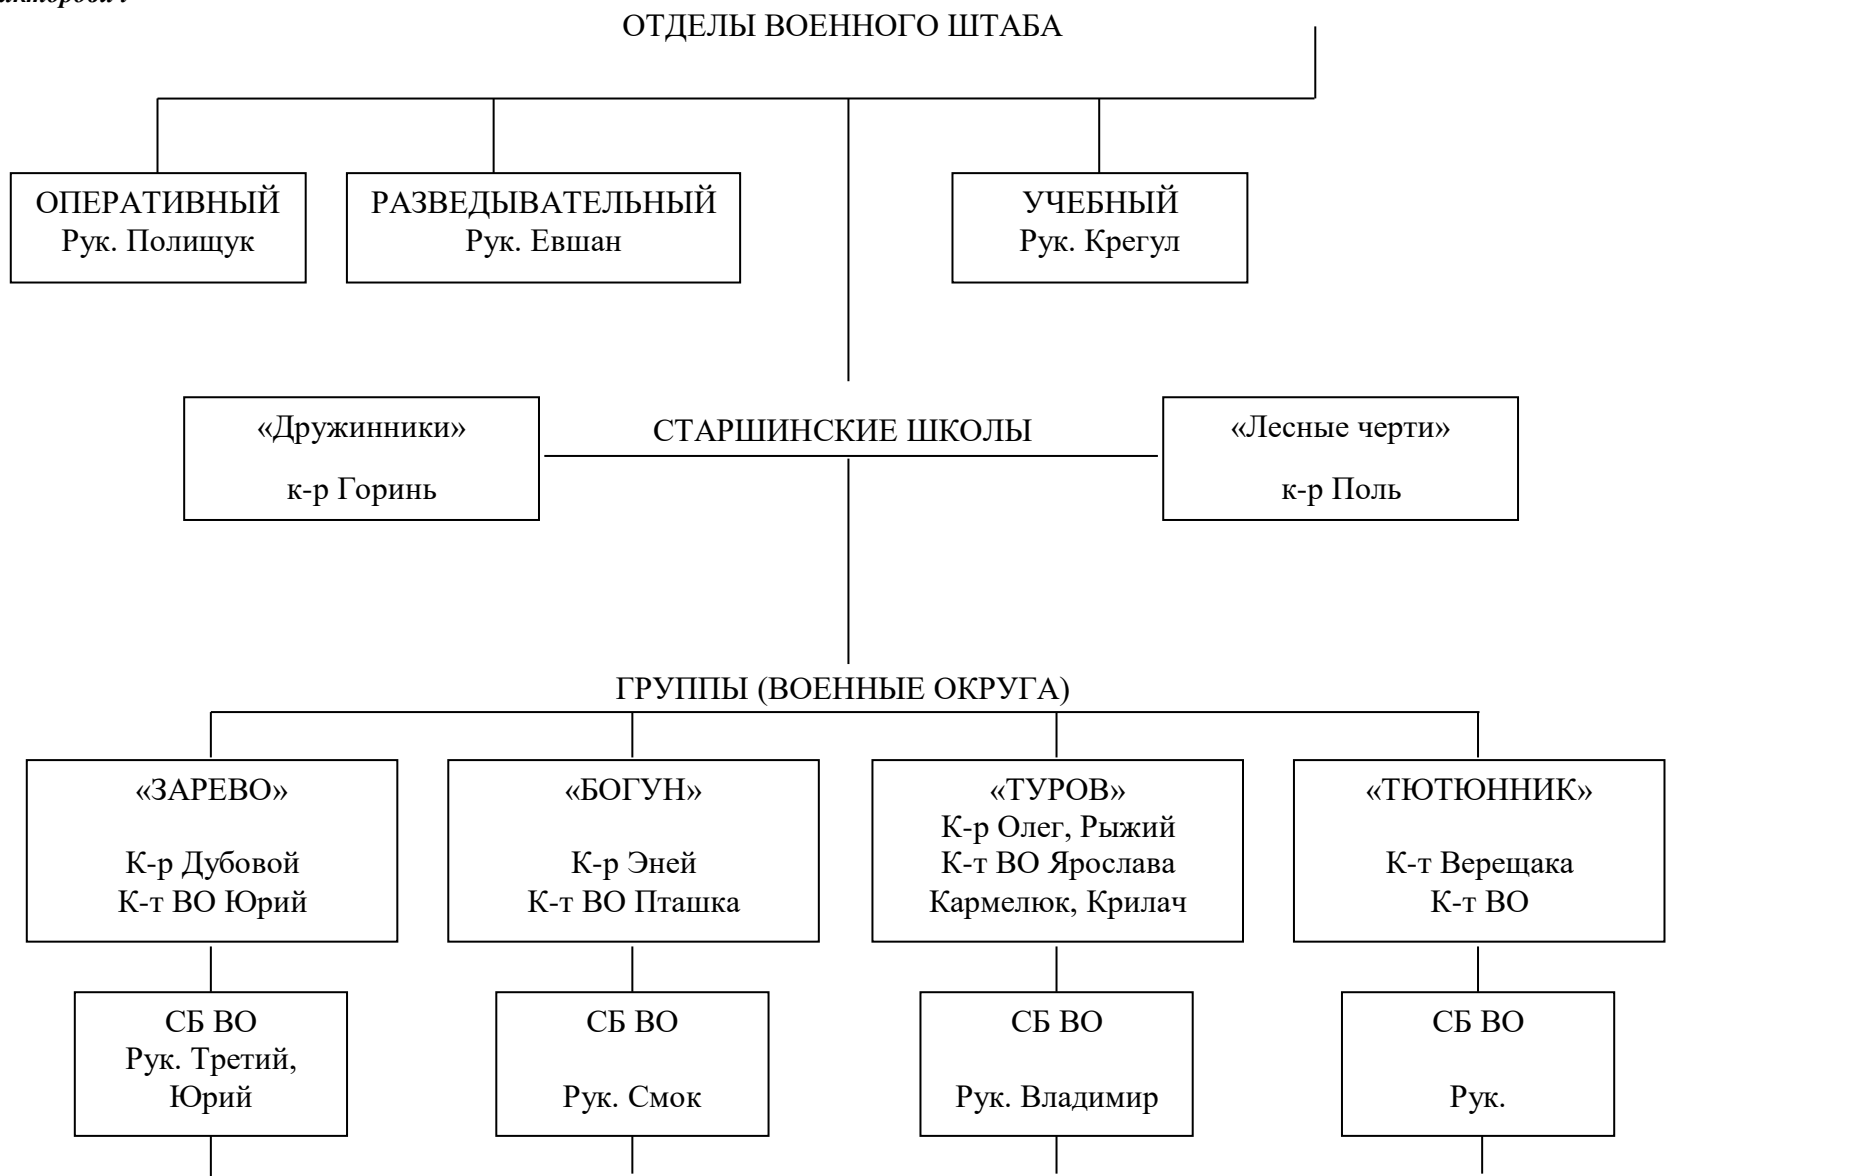 ОТДЕЛЫ ВОЕННОГО ШТАБА
ОПЕРАТИВНЫЙ
Рук. Полищук
РАЗВЕДЫВАТЕЛЬНЫЙ
Рук. Евшан
УЧЕБНЫЙ
Рук. Крегул
«Дружинники»
к-р Горинь
СТАРШИНСКИЕ ШКОЛЫ
«Лесные черти»
к-р Поль
ГРУППЫ (ВОЕННЫЕ ОКРУГА)
«ЗАРЕВО»
К-р Дубовой
К-т ВО Юрий
«БОГУН»
К-р Эней
К-т ВО Пташка
«ТУРОВ»
К-р Олег, Рыжий
К-т ВО Ярослава
Кармелюк, Крилач
«ТЮТЮННИК»
К-т Верещака
К-т ВО
СБ ВО
Рук. Третий,
Юрий
СБ ВО
Рук. Смок
СБ ВО
Рук. Владимир
СБ ВО
Рук.